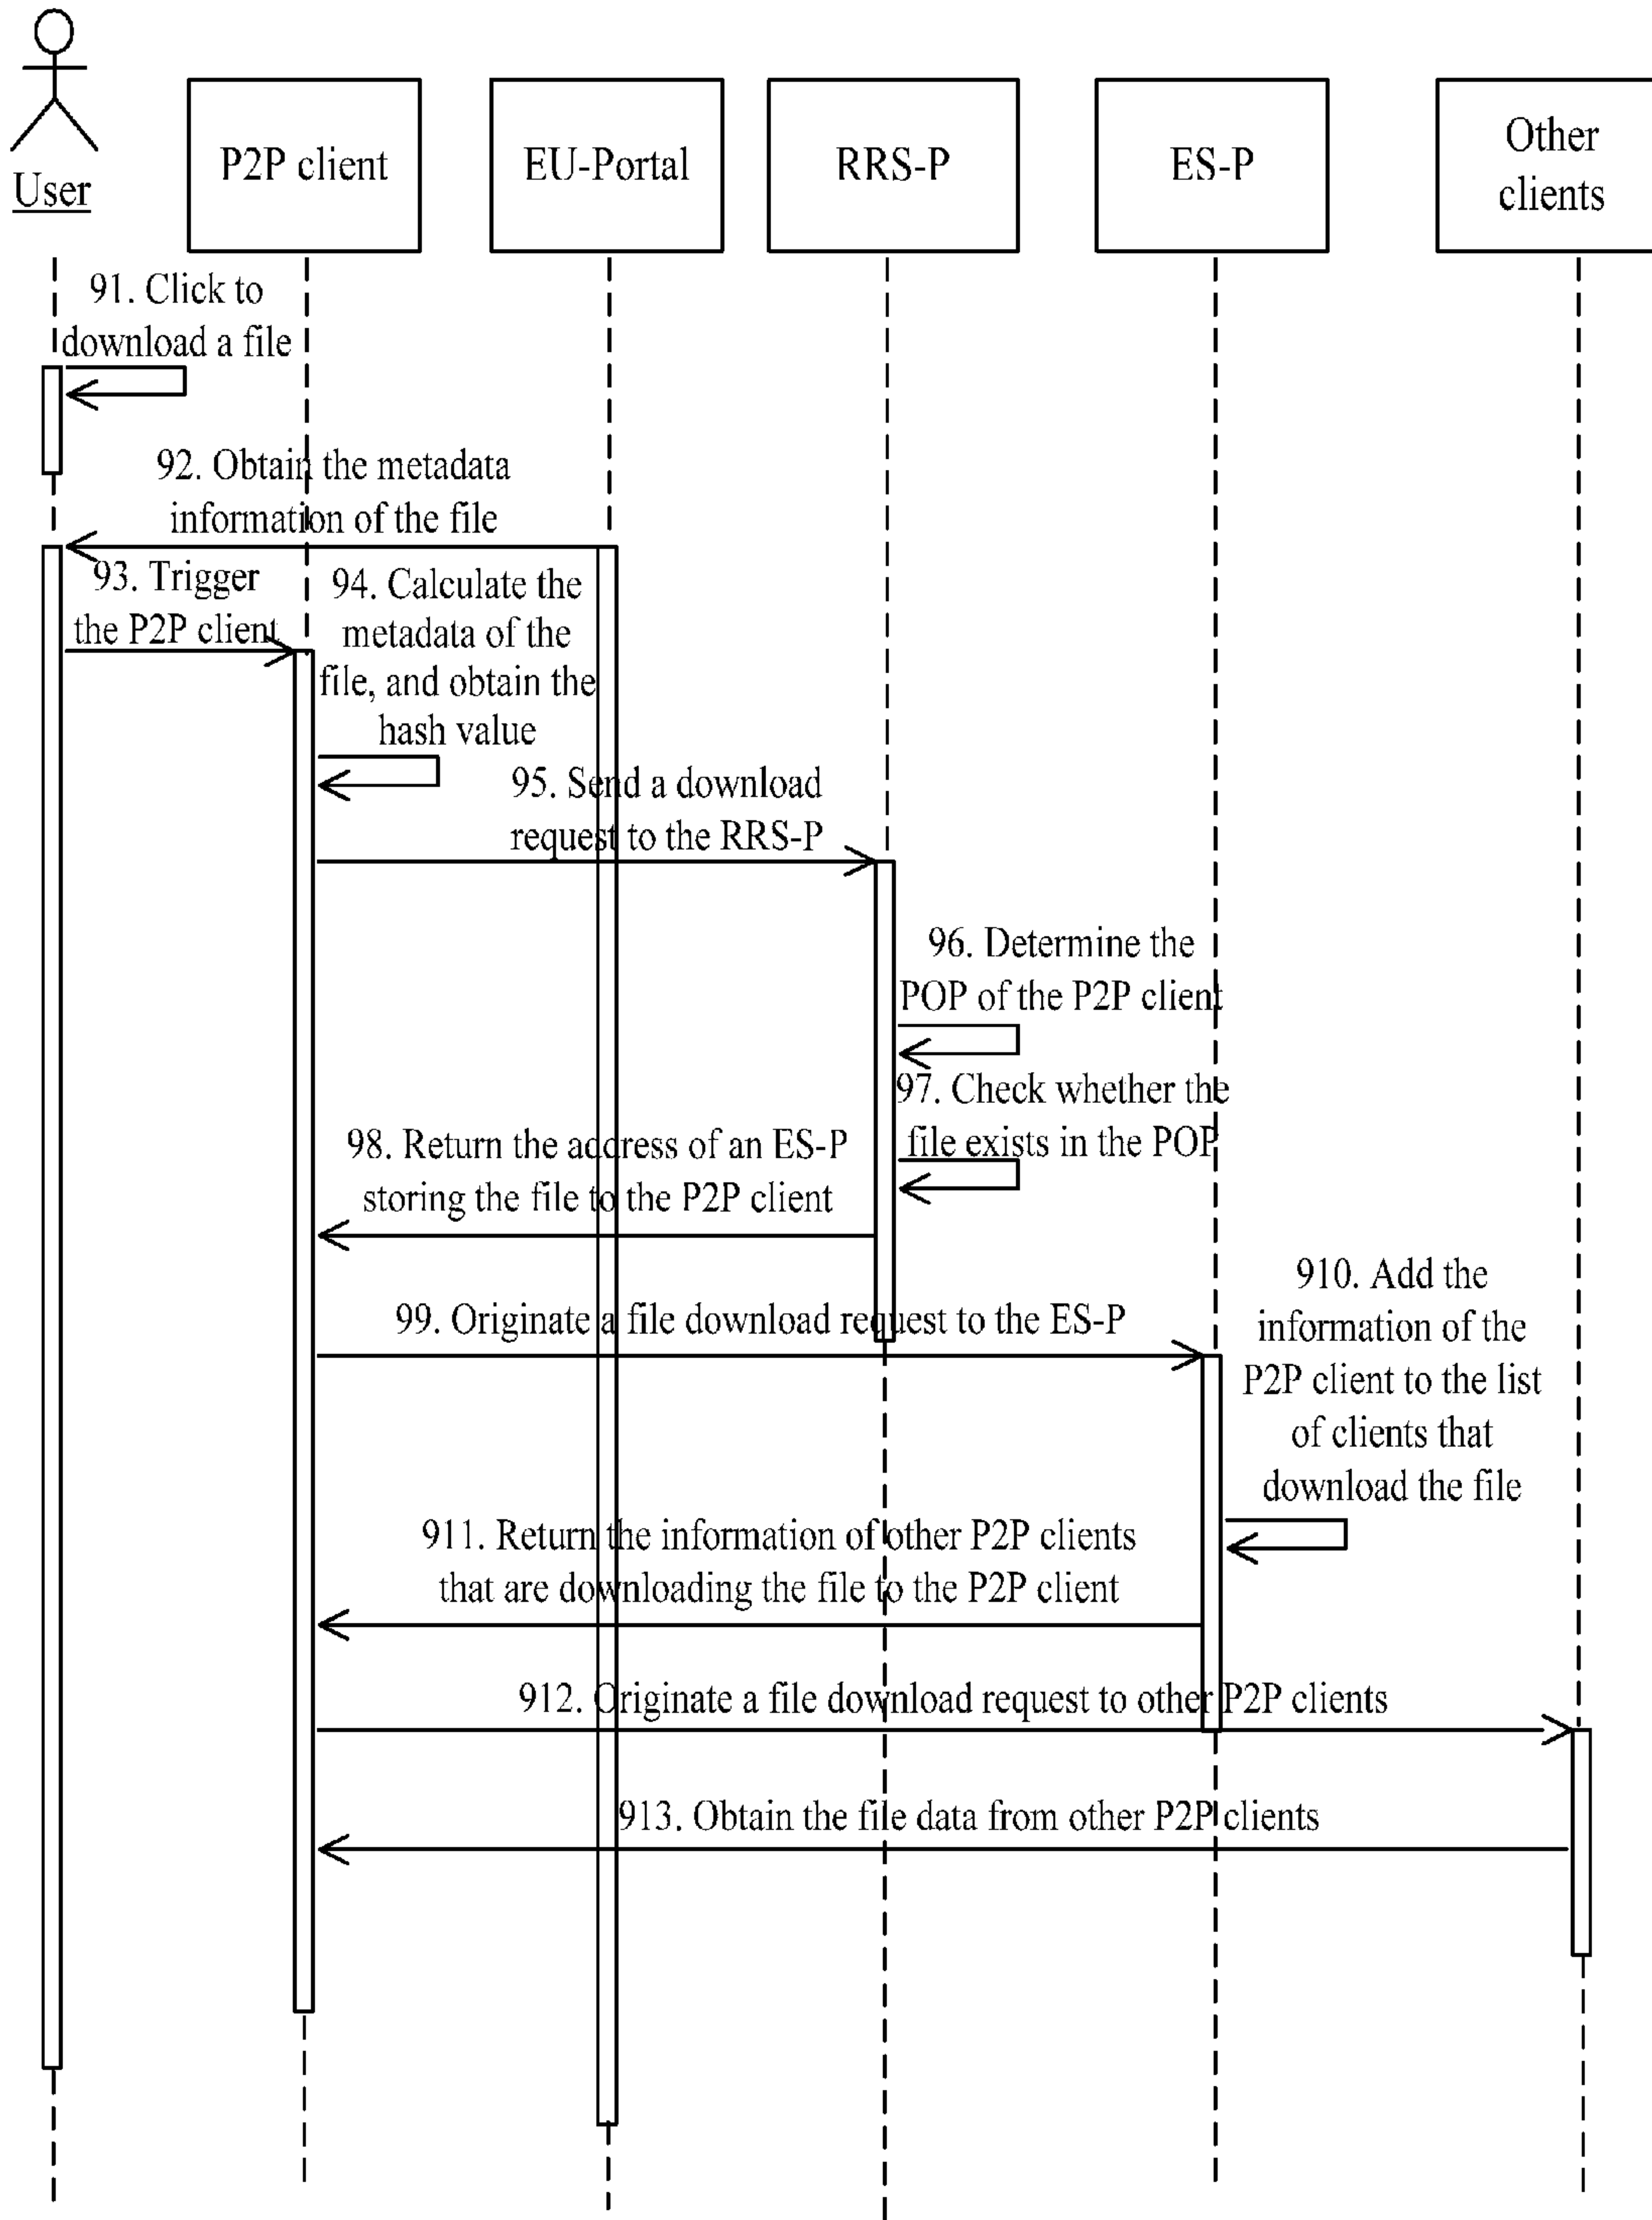 User
P2P client
EU-Portal
RRS-P
ES-P
Other
clients
91. Click to
download a file
92. Obtain the metadata
information of the file
93. Trigger
the P2P client
94. Calculate the
metadata of the
file, and obtain the
hash value
95. Send a download
request to the RRS-P
96. Determine the
POP of the P2P client
97. Check whether the
file exists in the POP
98. Return the address of an ES-P
storing the file to the P2P client
99. Originate a file download request to the ES-P
910. Add the
information of the
P2P client to the list
of clients that
download the file
911. Return the information of other P2P clients
that are downloading the file to the P2P client
912. Originate a file download request to other P2P clients
913. Obtain the file data from other P2P clients